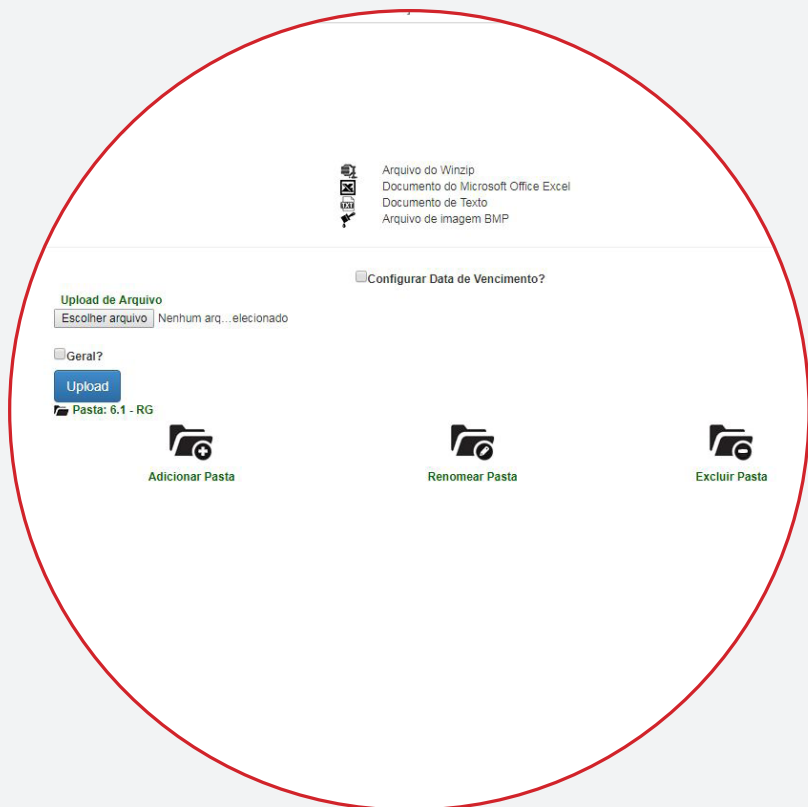 Arquivo do Winzip
Documento do Microsoft Office Excel
TXT Documento de Texto
Arquivo de imagem BMP
Configurar Data de Vencimento?
Upload de Arquivo
Escolher arquivo Nenhum arq...elecionado
Geral?
Upload
Pasta: 6.1 - RG
Adicionar Pasta Renomear Pasta Excluir Pasta